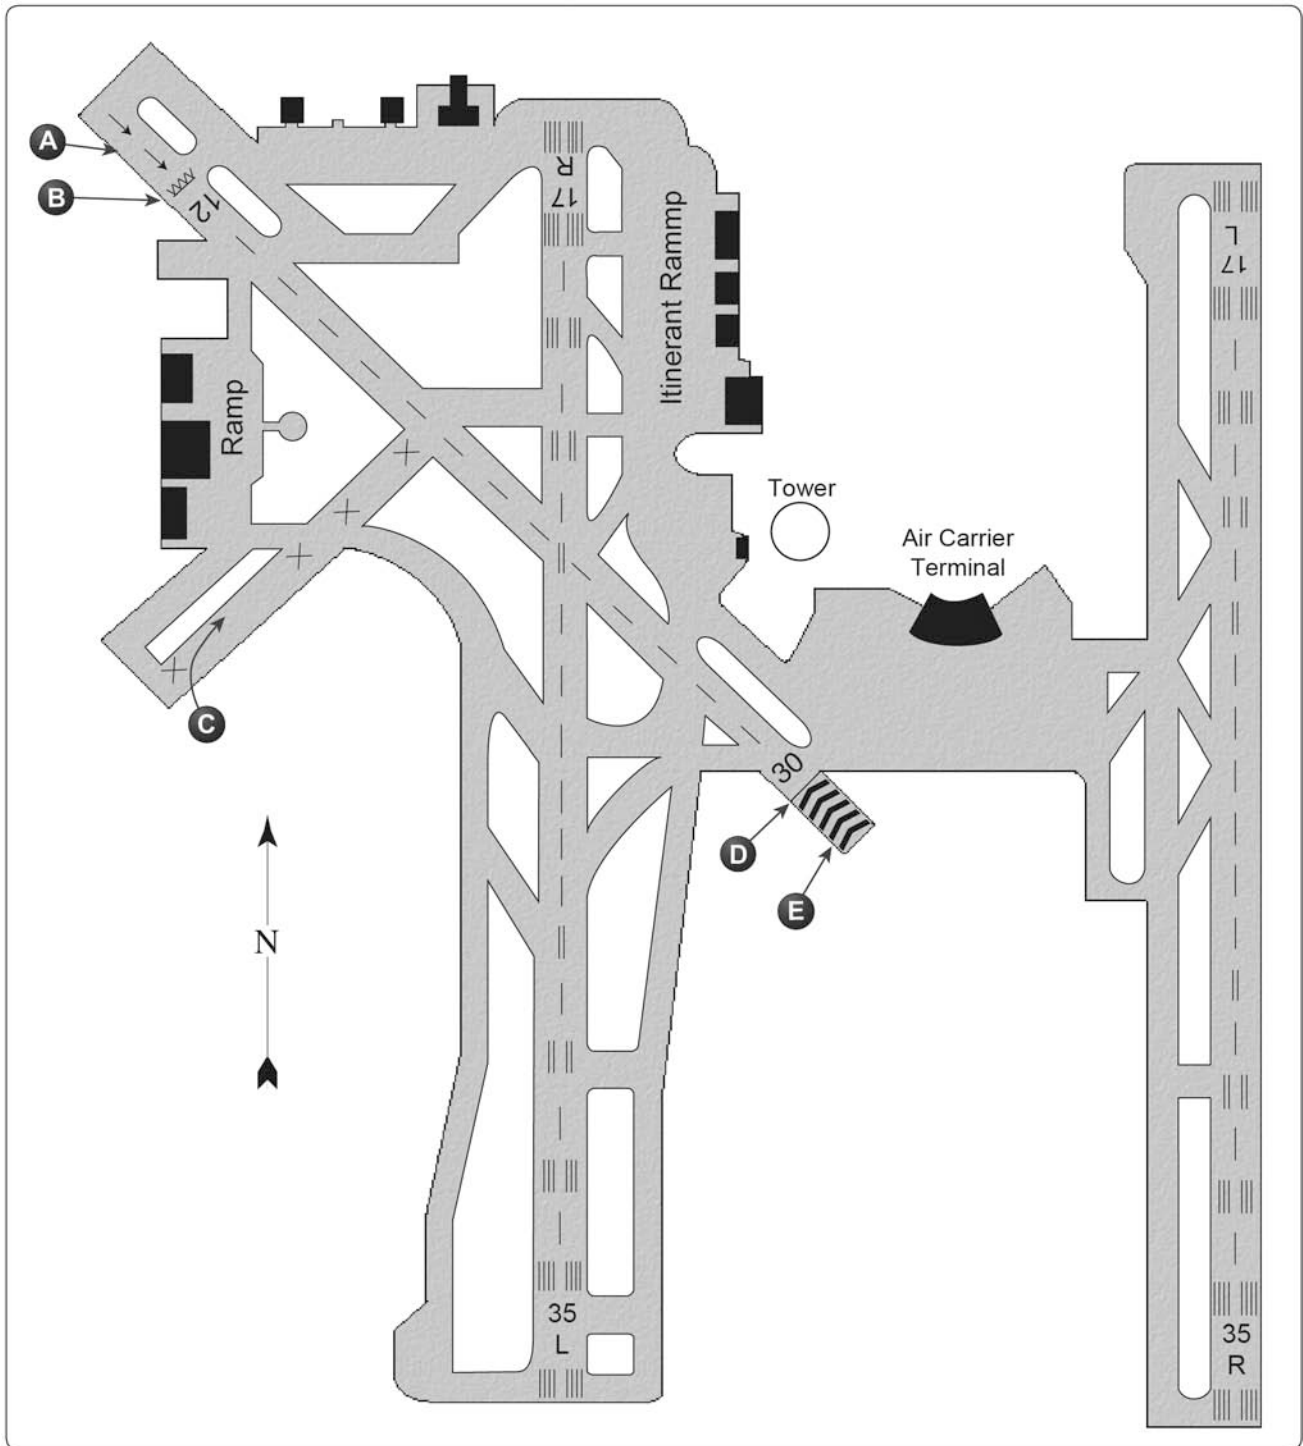 A
B
12
R
17
Itinerant Rammp
L
17
Ramp
Tower
Air Carrier
Terminal
C
30
D
E
N
35
L
35
R